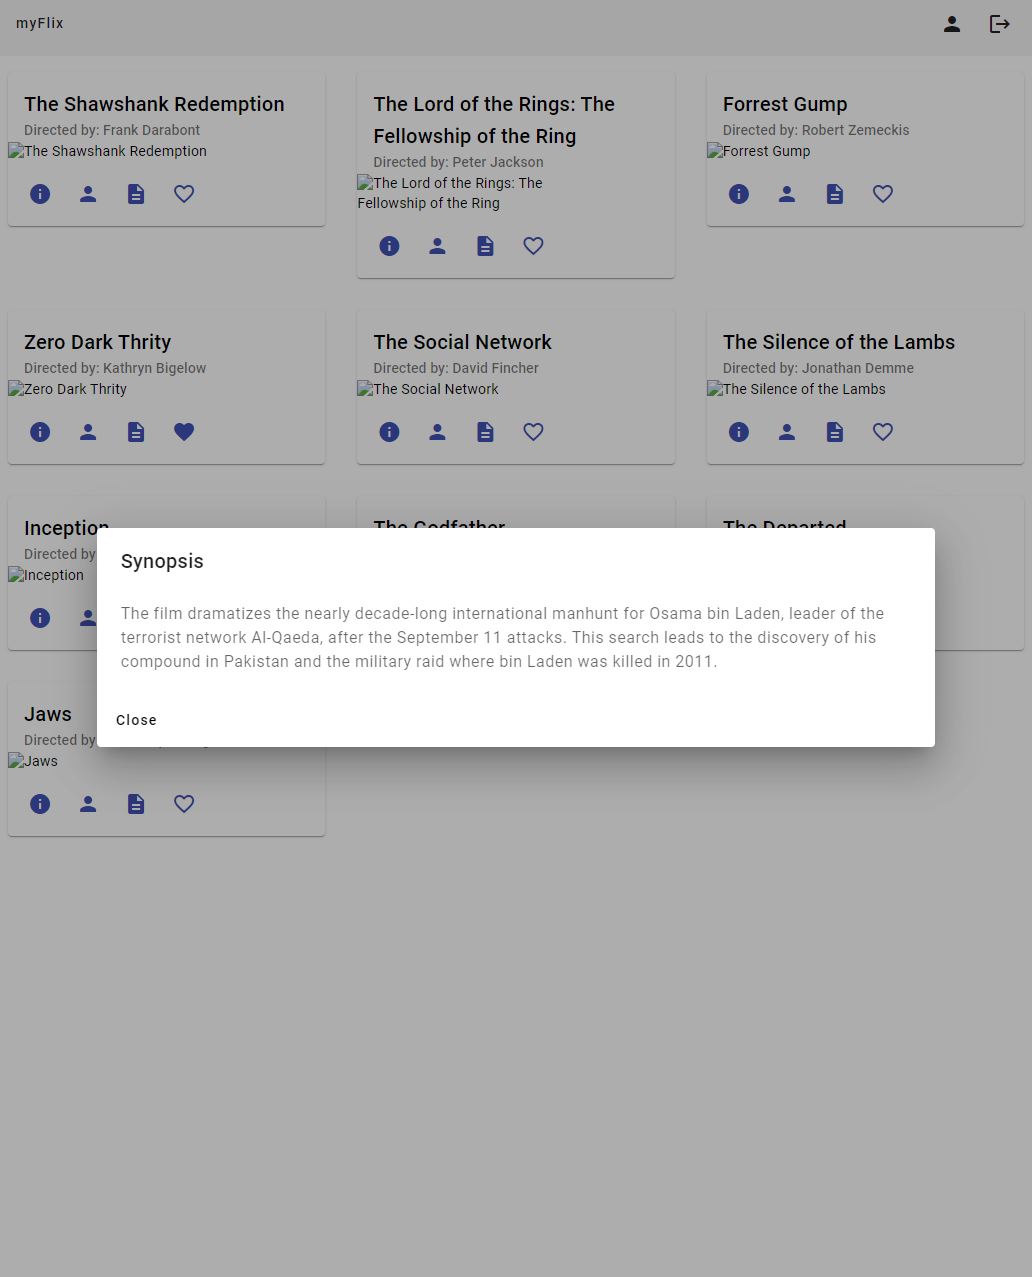 myFlix
The Shawshank Redemption
Directed by: Frank Darabont
The Shawshank Redemption
The Lord of the Rings: The
Fellowship of the Ring
Directed by: Peter Jackson
The Lord of the Rings: The
Fellowship of the Ring
Forrest Gump
Directed by: Robert Zemeckis
Forrest Gump
Zero Dark Thrity
Directed by: Kathryn Bigelow
Zero Dark Thrity
The Social Network
Directed by: David Fincher
The Social Network
The Silence of the Lambs
Directed by: Jonathan Demme
The Silence of the Lambs
Inception
Directed by
Inception
The Godfather
The Departed
Synopsis
The film dramatizes the nearly decade-long international manhunt for Osama bin Laden, leader of the
terrorist network Al-Qaeda, after the September 11 attacks. This search leads to the discovery of his
compound in Pakistan and the military raid where bin Laden was killed in 2011.
Close
Jaws
Directed by
Jaws